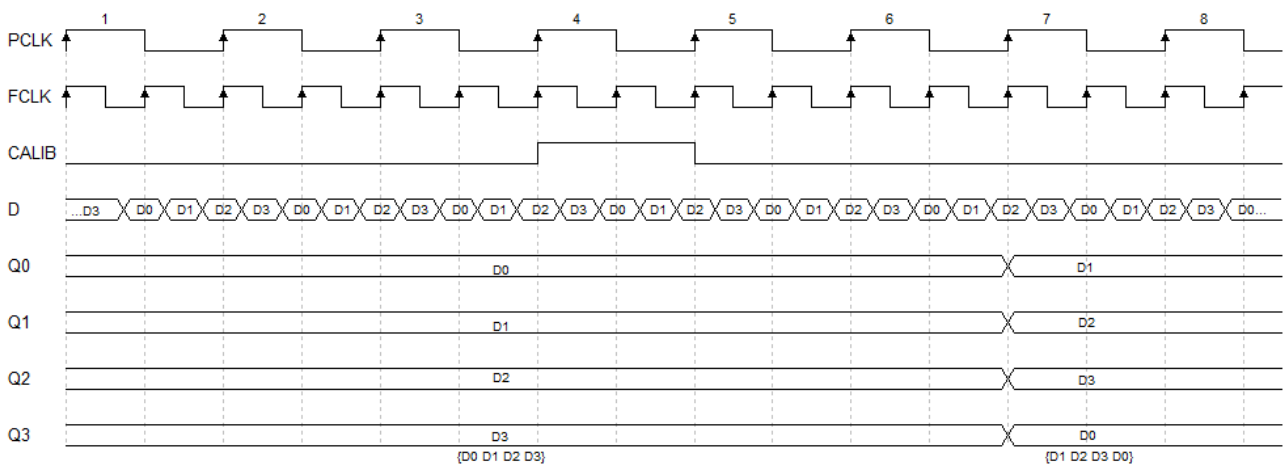 1 2 3 4 5 6 7 8
PCLK
FCLK
CALIB
D ...D3 D0 D1 D2 D3 D0 D1 D2 D3 D0 D1 D2 D3 D0 D1 D2 D3 D0 D1 D2 D3 D0 D1 D2 D3 D0 D1 D2 D3 D0...
Q0 D0 D1
Q1 D1 D2
Q2 D2 D3
Q3 D3 D0
{D0 D1 D2 D3} {D1 D2 D3 D0}